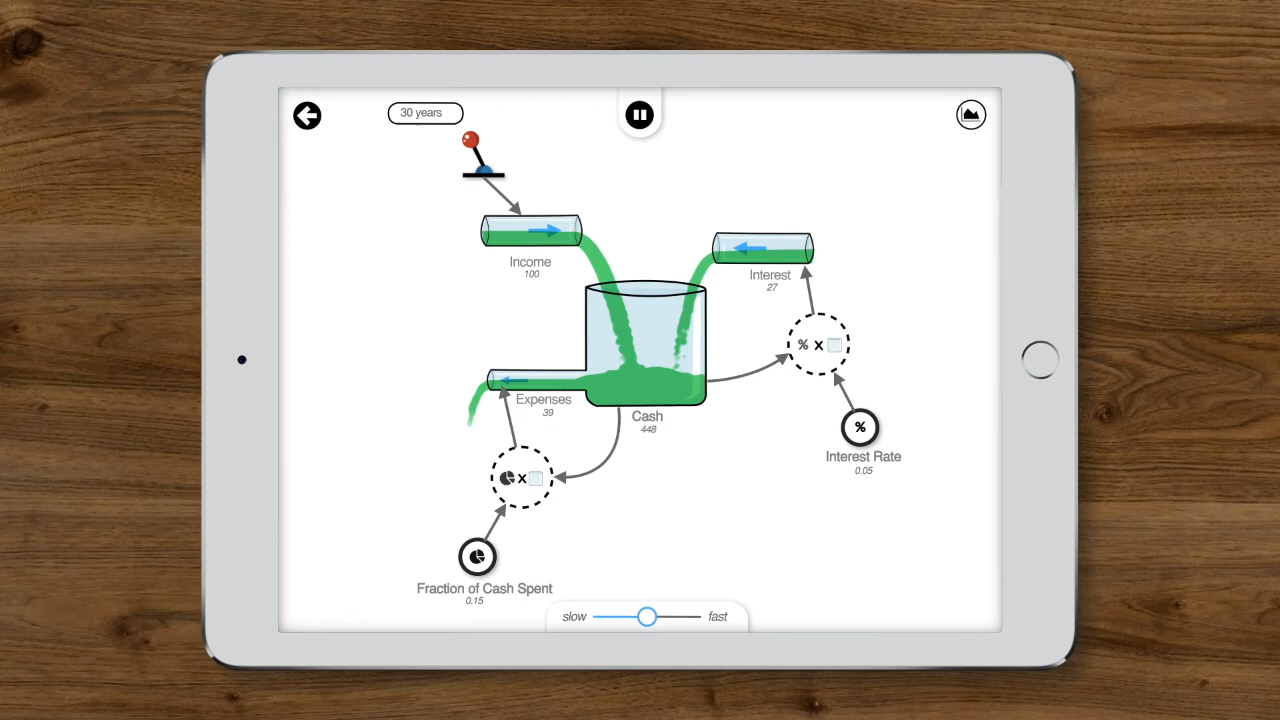 30 years
Income
100
Interest
27
Expenses
39
Cash
448
% X
%
Interest Rate
0.05
X
Fraction of Cash Spent
0.15
slow fast